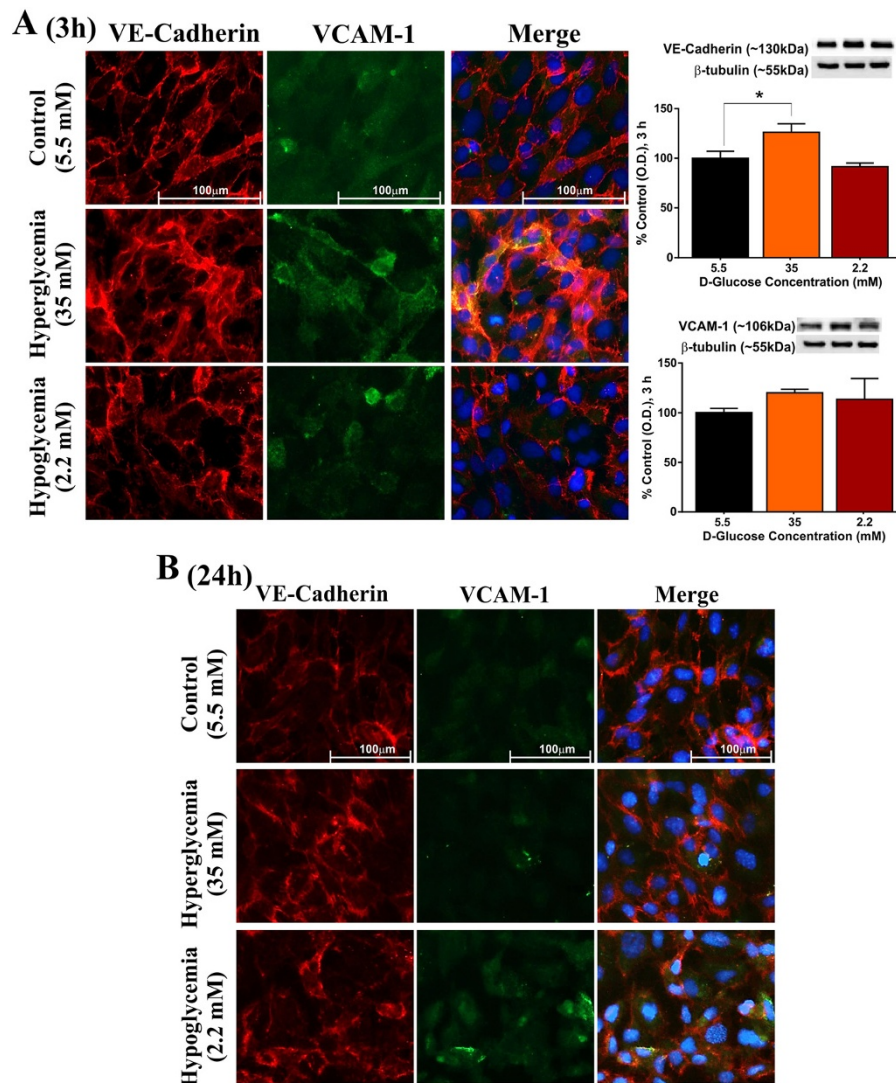 A (3h)
VE-Cadherin VCAM-1 Merge
Control
(5.5 mM)
100μm 100μm 100μm
Hyperglycemia
(35 mM)
Hypoglycemia
(2.2 mM)
VE-Cadherin (~130kDa)
β-tubulin (~55kDa)
% Control (O.D.), 3 h
150
100
50
0
*
5.5 35 2.2
D-Glucose Concentration (mM)
VCAM-1 (~106kDa)
β-tubulin (~55kDa)
% Control (O.D.), 3 h
150
100
50
0
5.5 35 2.2
D-Glucose Concentration (mM)
B (24h)
VE-Cadherin VCAM-1 Merge
Control
(5.5 mM)
100μm 100μm 100μm
Hyperglycemia
(35 mM)
Hypoglycemia
(2.2 mM)